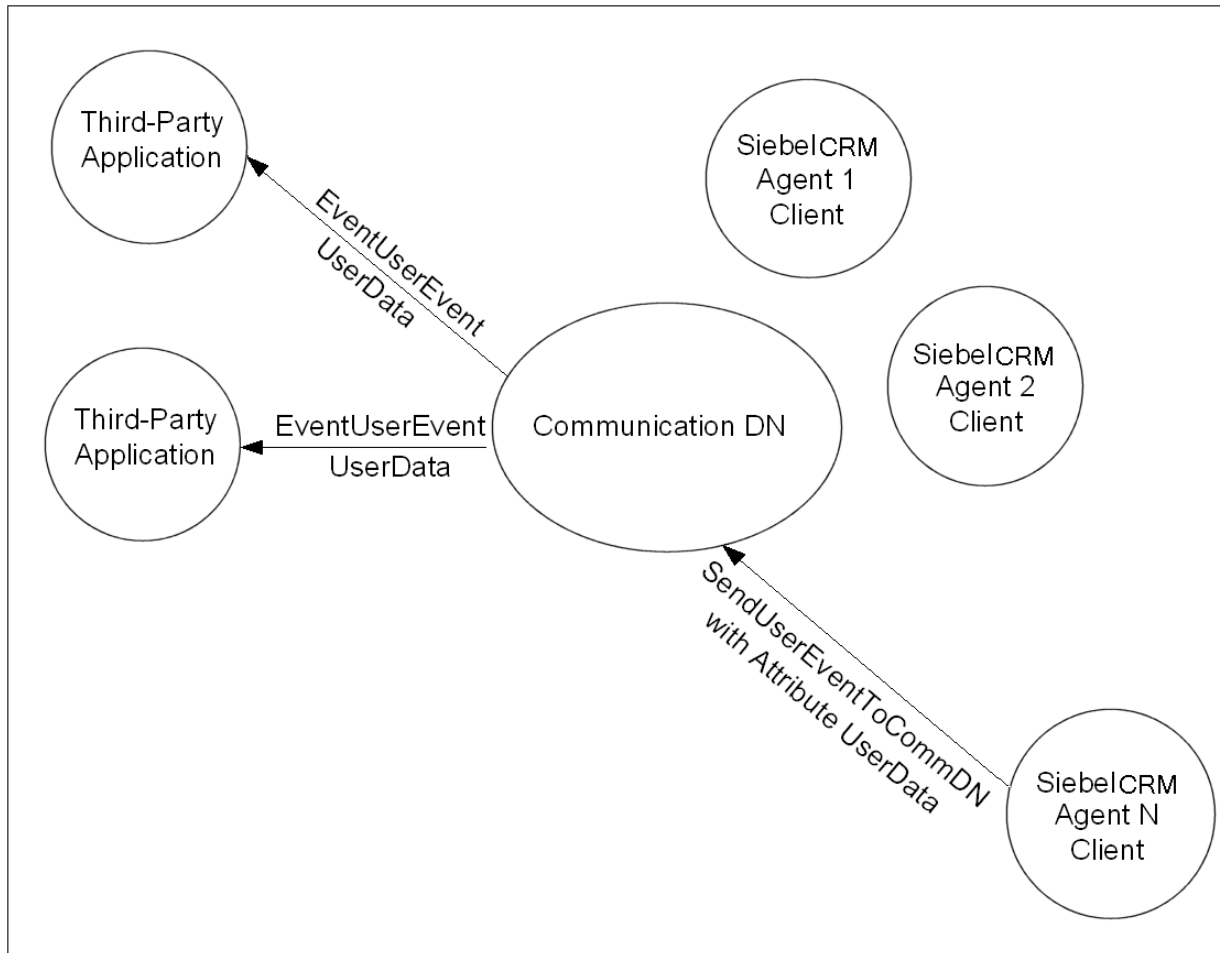 Third-Party
Application
SiebelCRM
Agent 1
Client
EventUserEvent
UserData
SiebelCRM
Agent 2
Client
Third-Party
Application
EventUserEvent
UserData
Communication DN
SendUserEventToCommDN
with Attribute UserData
SiebelCRM
Agent N
Client